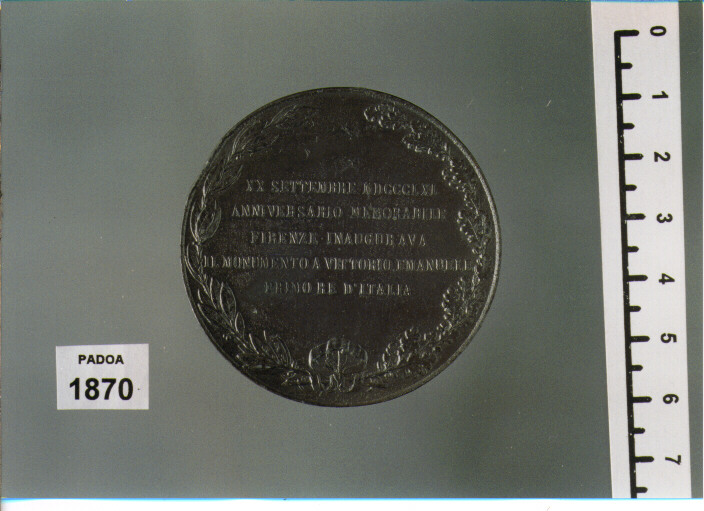 XX SETTEMBRE
ANNIVERSARIO MEMORABILE
FIRENZE INAUGURAVA
IL MONUMENTO A VITTORIO EMANUELE
PRIMO RE D'ITALIA
PADOA
1870
0
1
2
3
4
5
6
7